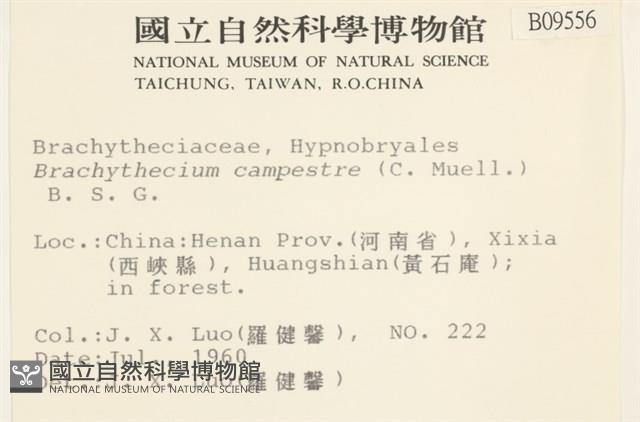 國立自然科學博物館
B09556
NATIONAL MUSEUM OF NATURAL SCIENCE
TAICHUNG, TAIWAN, R.O.CHINA
Brachytheciaceae, Hypnobryales
Brachythecium campestre (C. Muell.)
B. S. G.
Loc.:China:Henan Prov.(河南省), Xixia
(西峽縣), Huangshian(黃石庵);
in forest.
Col.:J. X. Luo(羅健馨), NO. 222
Date:Jul., 1960
X. Luo(羅健馨)
國立自然科學博物館
NATIONAL MUSEUM OF NATURAL SCIENCE